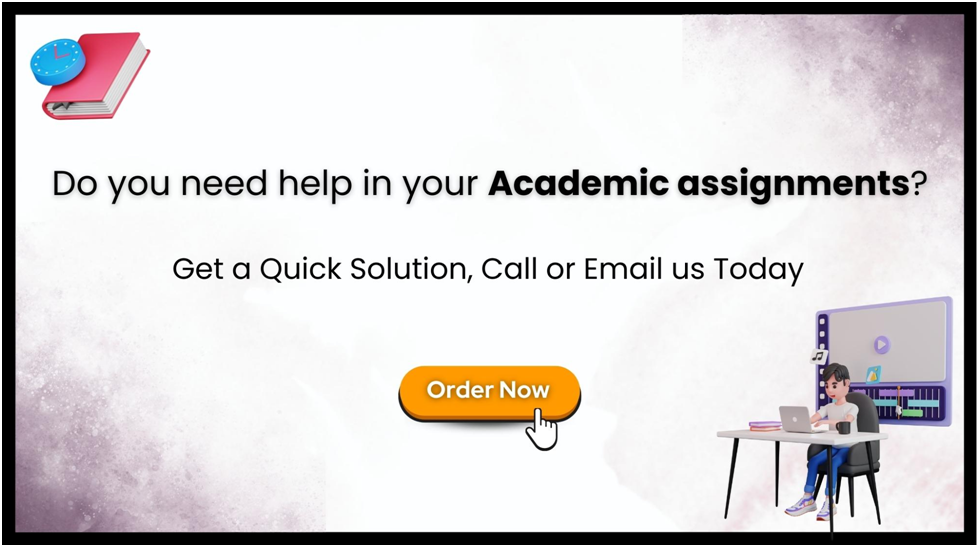 Do you need help in your Academic assignments?
Get a Quick Solution, Call or Email us Today
Order Now